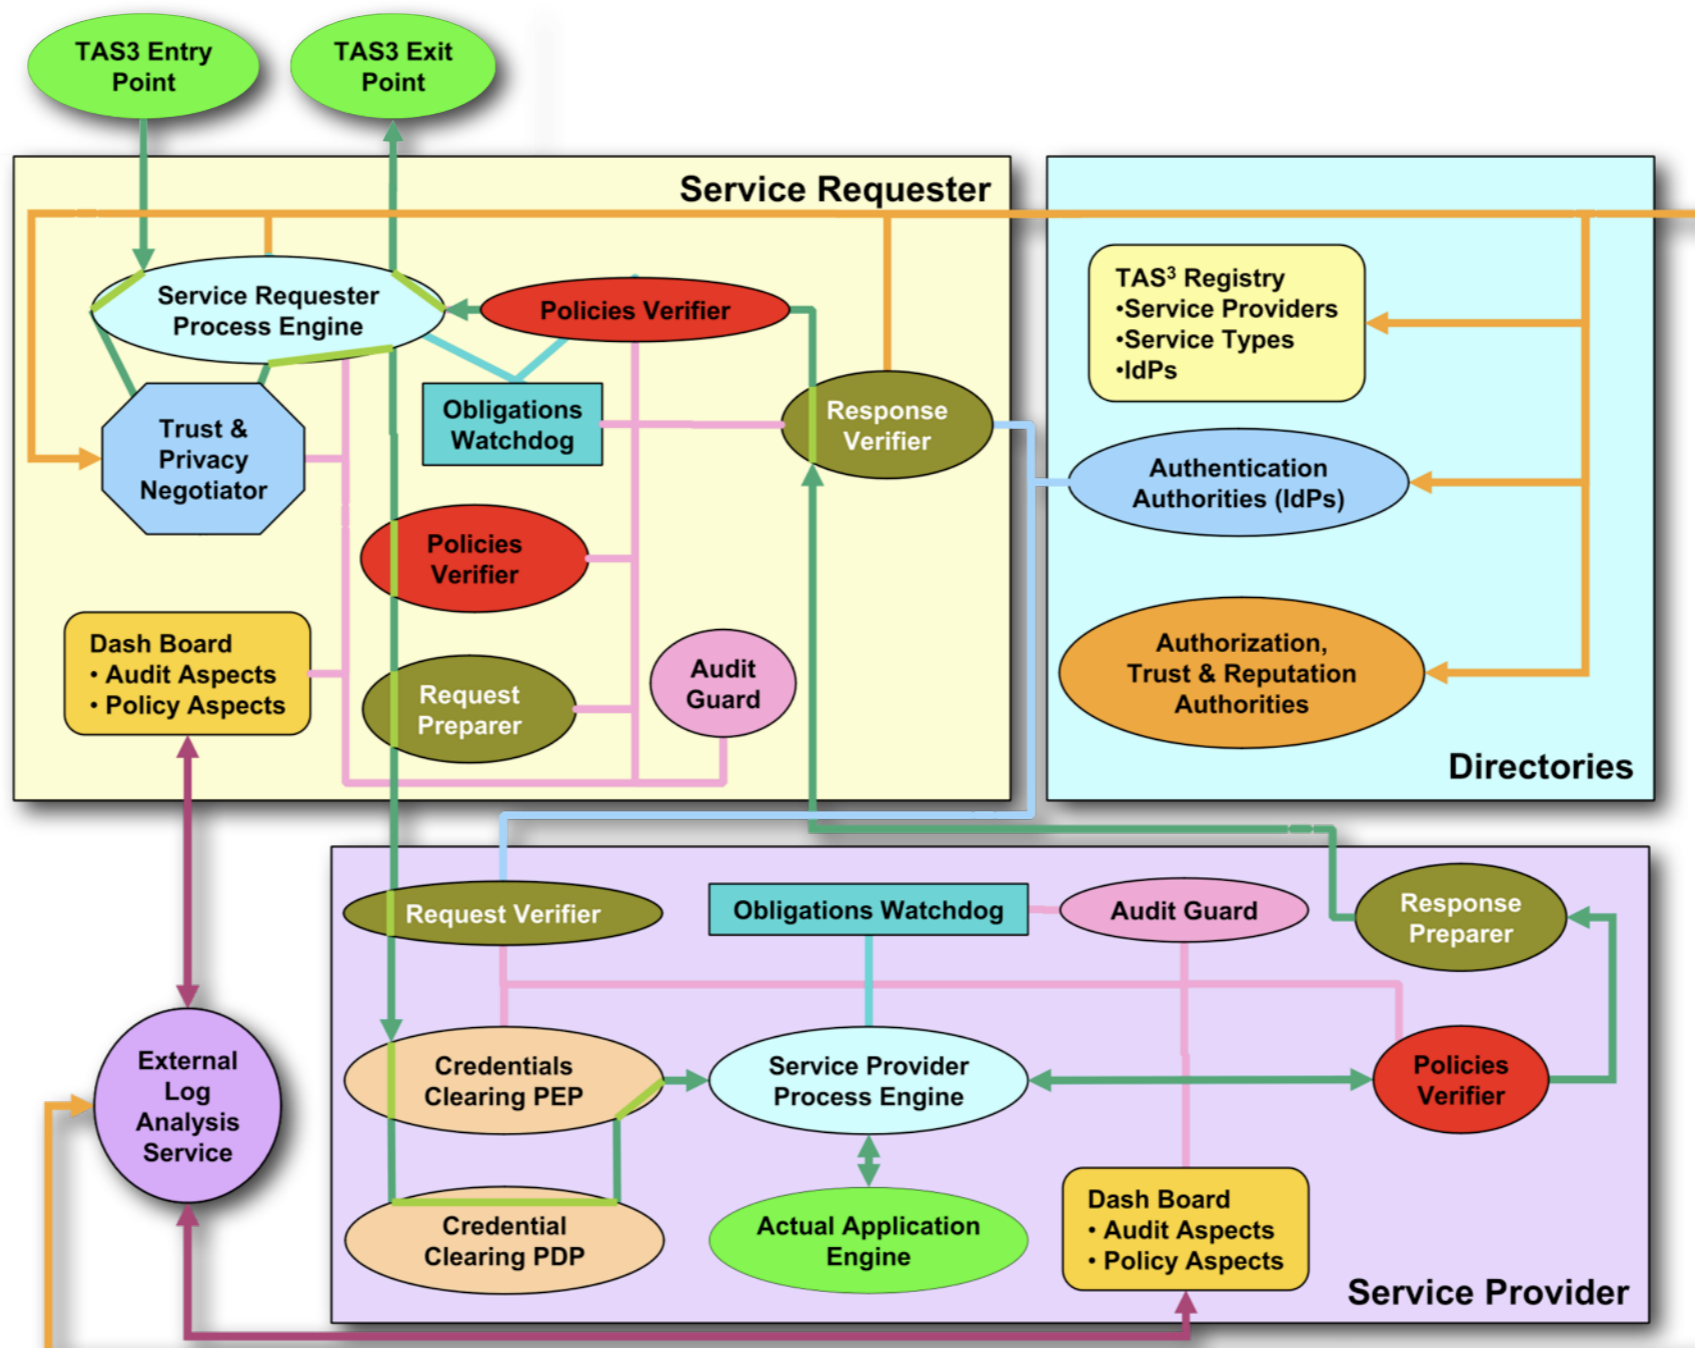 TAS3 Entry
Point
TAS3 Exit
Point
Service Requester
Service Requester
Process Engine
Policies Verifier
Trust &
Privacy
Negotiator
Obligations
Watchdog
Response
Verifier
Policies
Verifier
Dash Board
• Audit Aspects
• Policy Aspects
Request
Preparer
Audit
Guard
TAS³ Registry
•Service Providers
•Service Types
•IdPs
Authentication
Authorities (IdPs)
Authorization,
Trust & Reputation
Authorities
Directories
Request Verifier
Obligations Watchdog
Audit Guard
Response
Preparer
External
Log
Analysis
Service
Credentials
Clearing PEP
Service Provider
Process Engine
Policies
Verifier
Credential
Clearing PDP
Actual Application
Engine
Dash Board
• Audit Aspects
• Policy Aspects
Service Provider